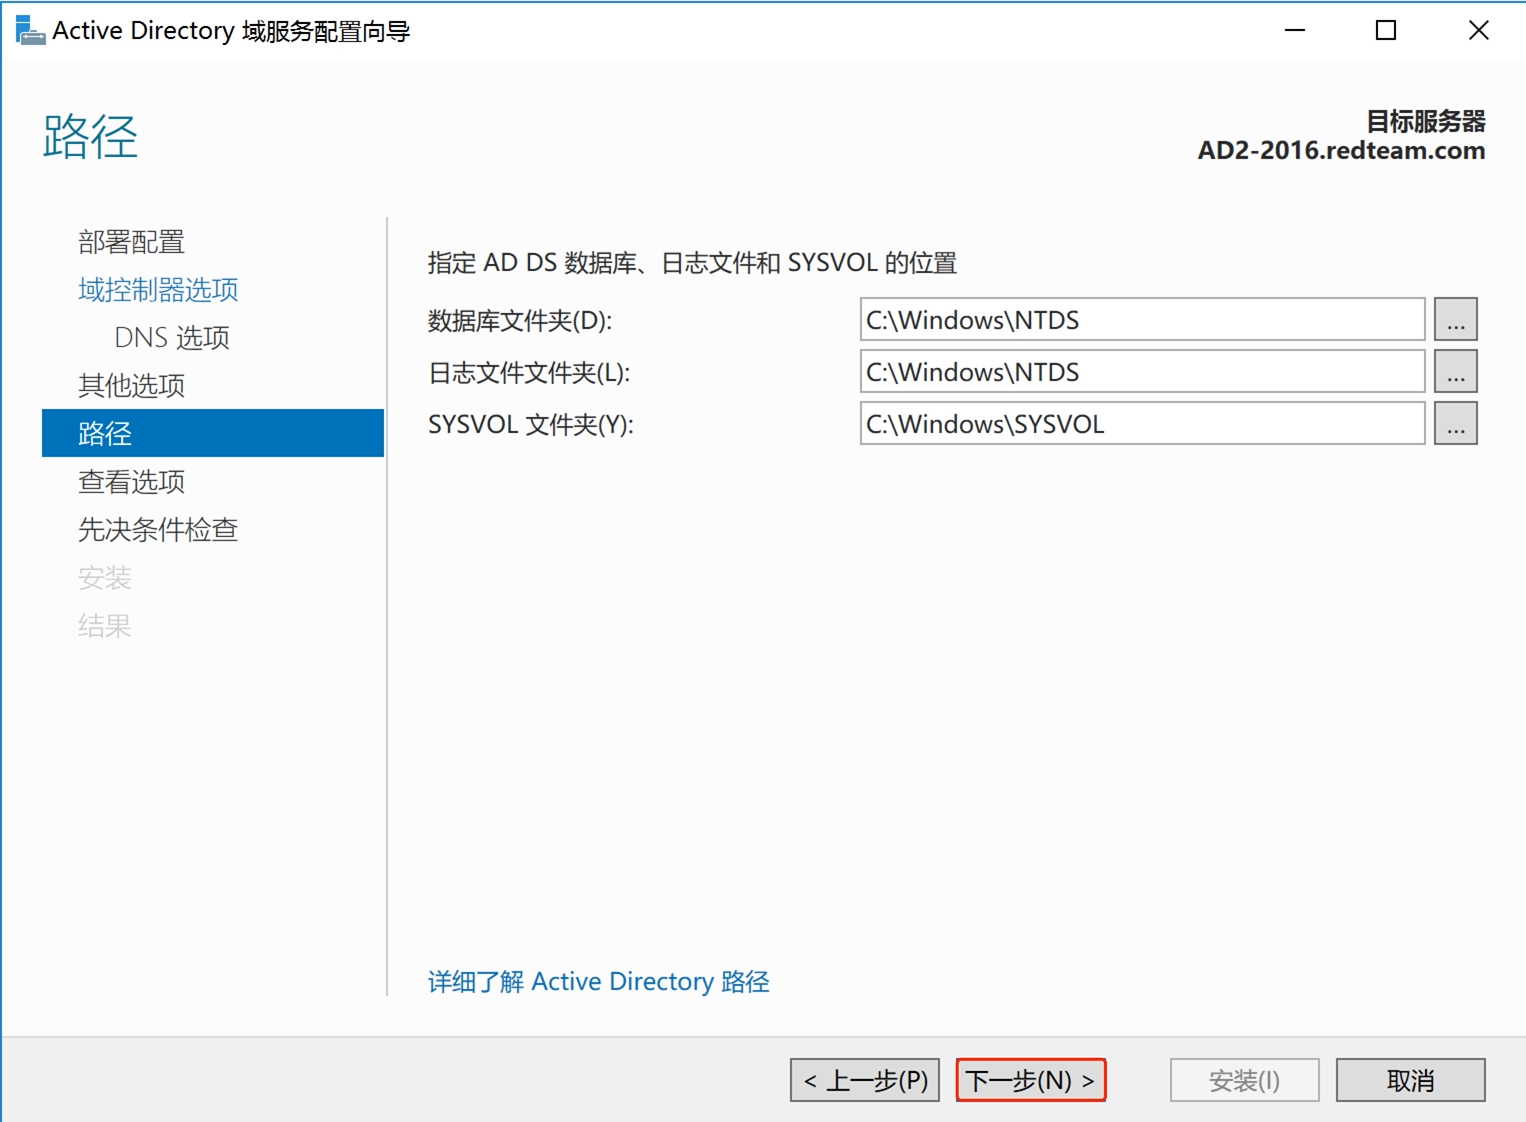 Active Directory 域服务配置向导
路径
目标服务器
AD2-2016.redteam.com
部署配置
域控制器选项
DNS 选项
其他选项
路径
查看选项
先决条件检查
安装
结果
指定 AD DS 数据库、日志文件和 SYSVOL 的位置
数据库文件夹(D):
C:\Windows\NTDS
...
日志文件文件夹(L):
C:\Windows\NTDS
...
SYSVOL 文件夹(Y):
C:\Windows\SYSVOL
...
详细了解 Active Directory 路径
< 上一步(P)
下一步(N) >
安装(I)
取消